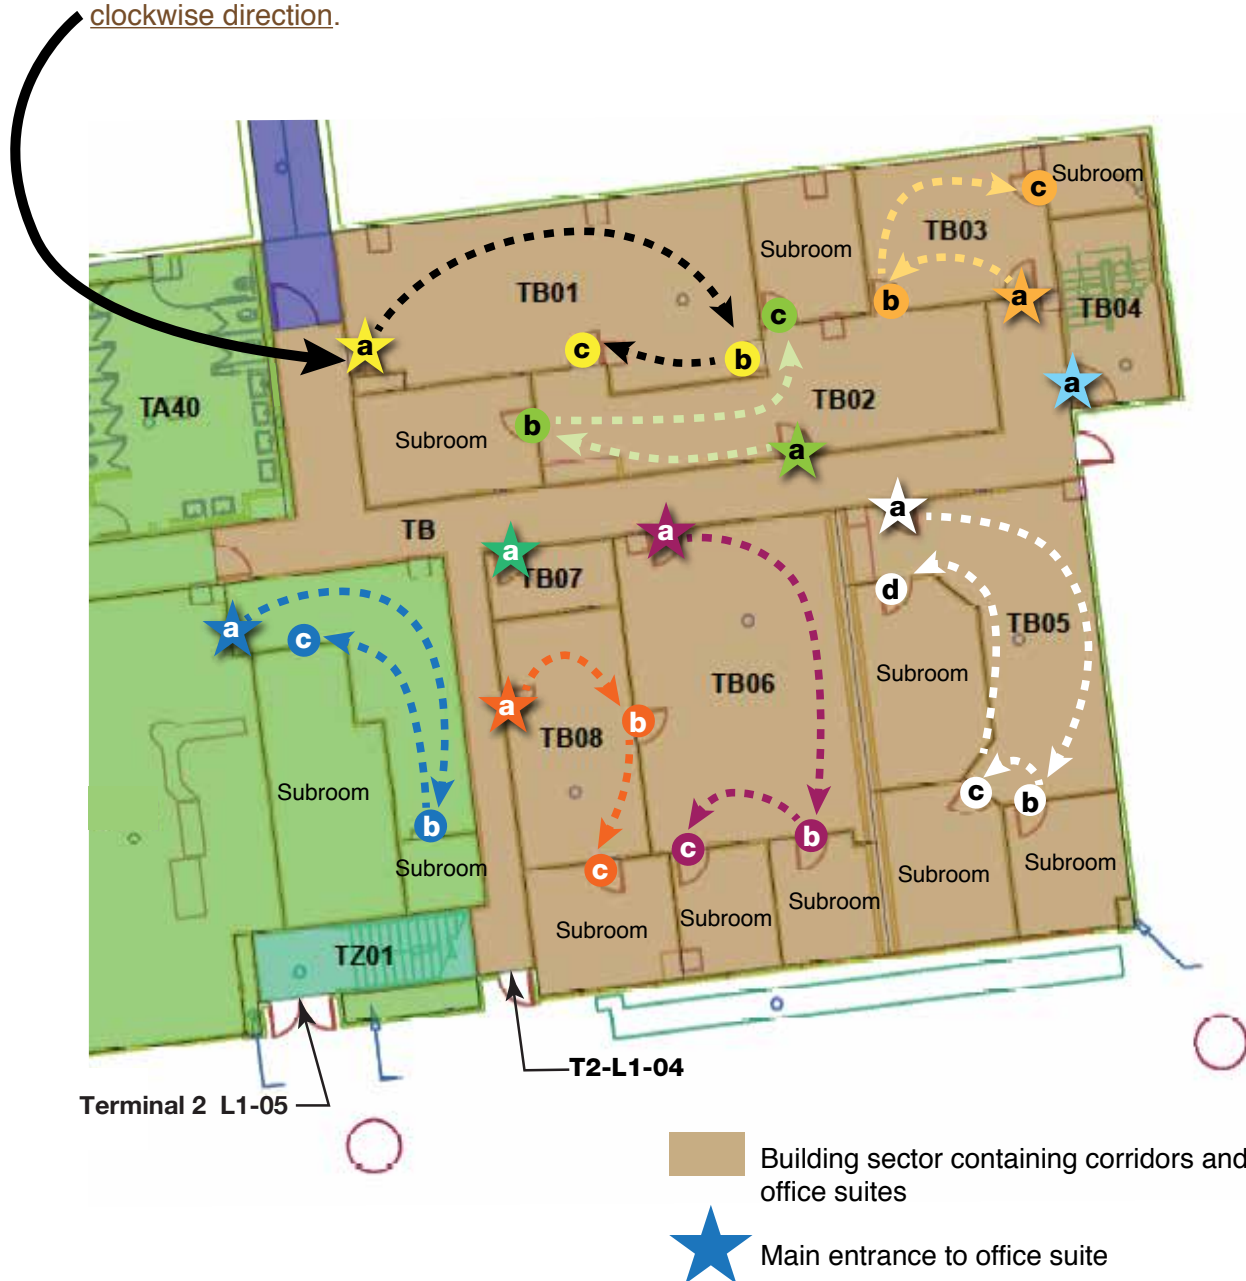 clockwise direction.
Subroom
c
TB03
Subroom
TB01
b
a
TB04
c
a
c
b
a
TA40
TB02
Subroom
b
a
a
TB
a
a
TB07
d
a
c
TB05
Subroom
TB06
a
b
TB08
Subroom
c
b
b
b
c
c
Subroom
Subroom
Subroom
Subroom
Subroom
Subroom
TZ01
T2-L1-04
Terminal 2 L1-05
Building sector containing corridors and
office suites
Main entrance to office suite